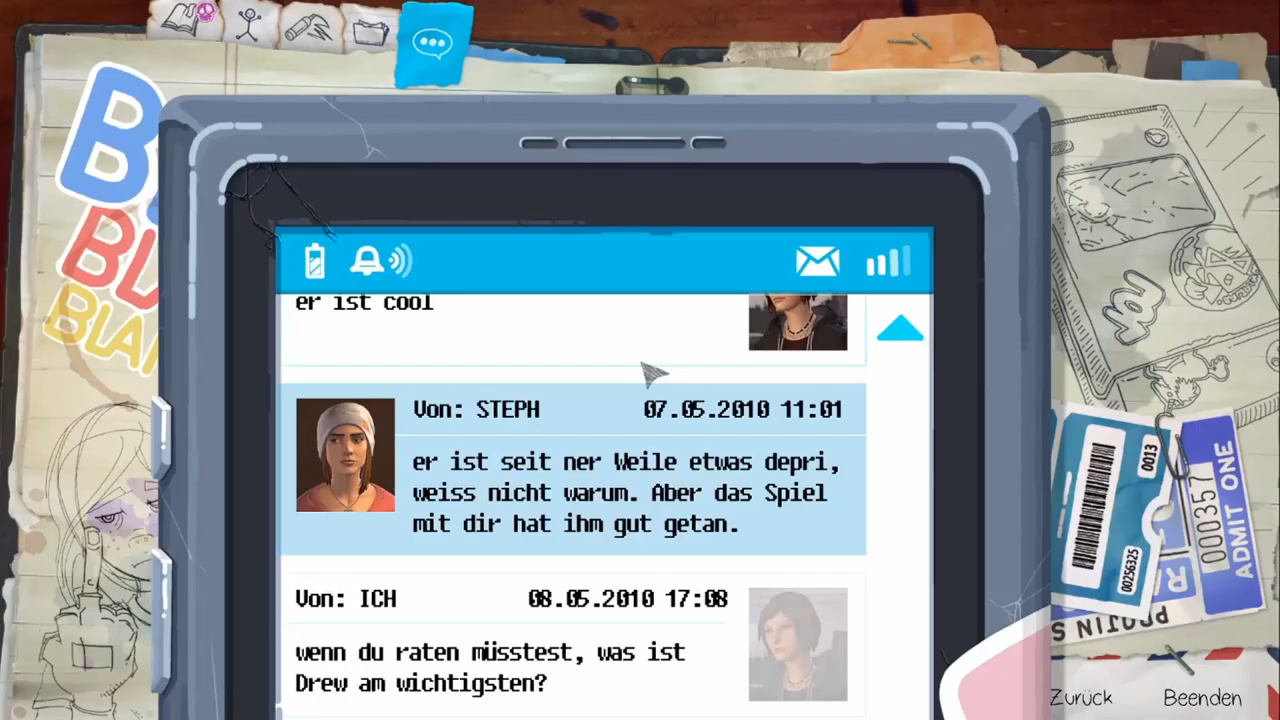 er ist cool
Von: STEPH 07.05.2010 11:01
er ist seit ner Weile etwas depri,
weiss nicht warum. Aber das Spiel
mit dir hat ihm gut getan.
Von: ICH 08.05.2010 17:08
wenn du raten müsstest, was ist
Drew am wichtigsten?
0013
00256325
000357
ADMIT ONE
Zurück Beenden